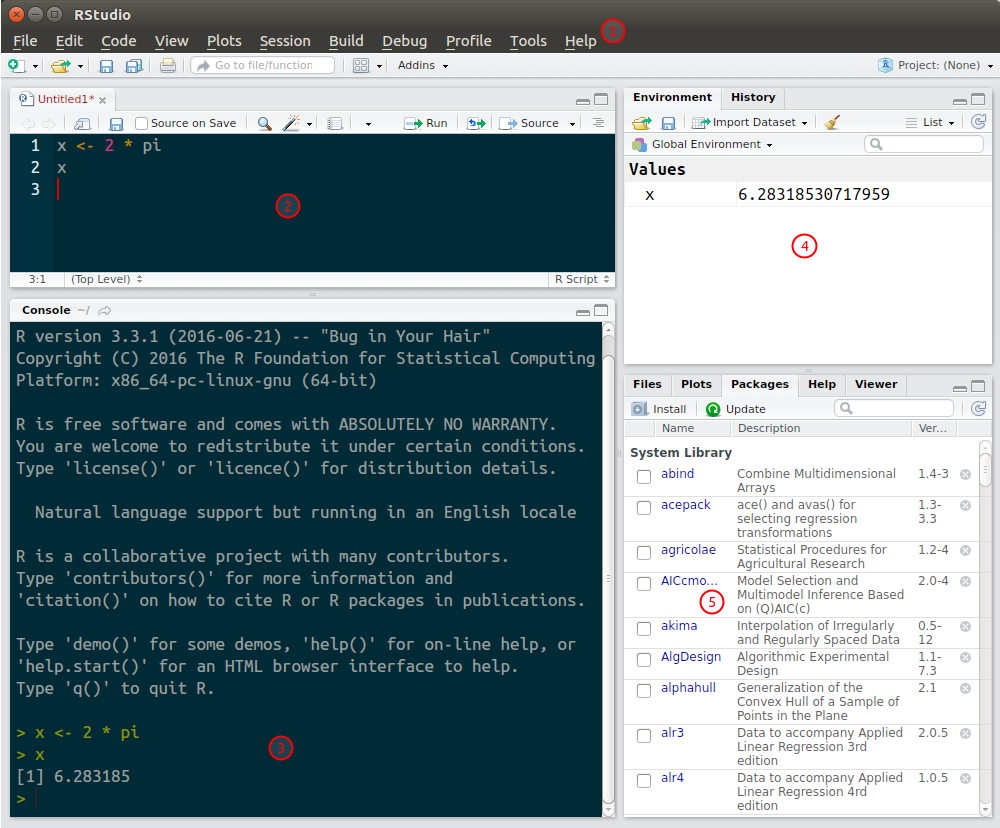 RStudio
File Edit Code View Plots Session Build Debug Profile Tools Help 1
Go to file/function Addins Project: (None)
Untitled1*
Source on Save Run Source
1 x <- 2 * pi
2 x
3
2
3:1 (Top Level) R Script
Console ~/
R version 3.3.1 (2016-06-21) -- "Bug in Your Hair"
Copyright (C) 2016 The R Foundation for Statistical Computing
Platform: x86_64-pc-linux-gnu (64-bit)
R is free software and comes with ABSOLUTELY NO WARRANTY.
You are welcome to redistribute it under certain conditions.
Type 'license()' or 'licence()' for distribution details.
Natural language support but running in an English locale
R is a collaborative project with many contributors.
Type 'contributors()' for more information and
'citation()' on how to cite R or R packages in publications.
Type 'demo()' for some demos, 'help()' for on-line help, or
'help.start()' for an HTML browser interface to help.
Type 'q()' to quit R.
> x <- 2 * pi
> x
3
[1] 6.283185
>
Environment History
Import Dataset List
Global Environment
Values
x 6.28318530717959
4
Files Plots Packages Help Viewer
Install Update
Name Description Ver...
System Library
abind Combine Multidimensional 1.4-3
Arrays
acepack ace() and avas() for 1.3-
selecting regression 3.3
transformations
agricolae Statistical Procedures for 1.2-4
Agricultural Research
AICcmo... Model Selection and 2.0-4
Multimodel Inference Based
5 on (Q)AIC(c)
akima Interpolation of Irregularly 0.5-
and Regularly Spaced Data 12
AlgDesign Algorithmic Experimental 1.1-
Design 7.3
alphahull Generalization of the 2.1
Convex Hull of a Sample of
Points in the Plane
alr3 Data to accompany Applied 2.0.5
Linear Regression 3rd
edition
alr4 Data to accompany Applied 1.0.5
Linear Regression 4rd
edition